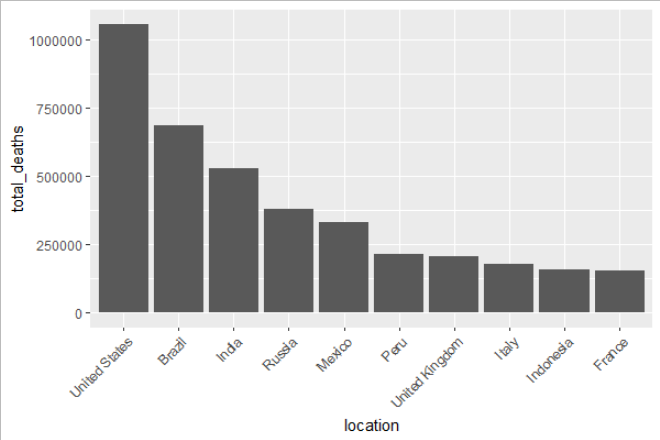 total_deaths
1000000
750000
500000
250000
0
United States
Brazil
India
Russia
Mexico
Peru
United Kingdom
Italy
Indonesia
France
location